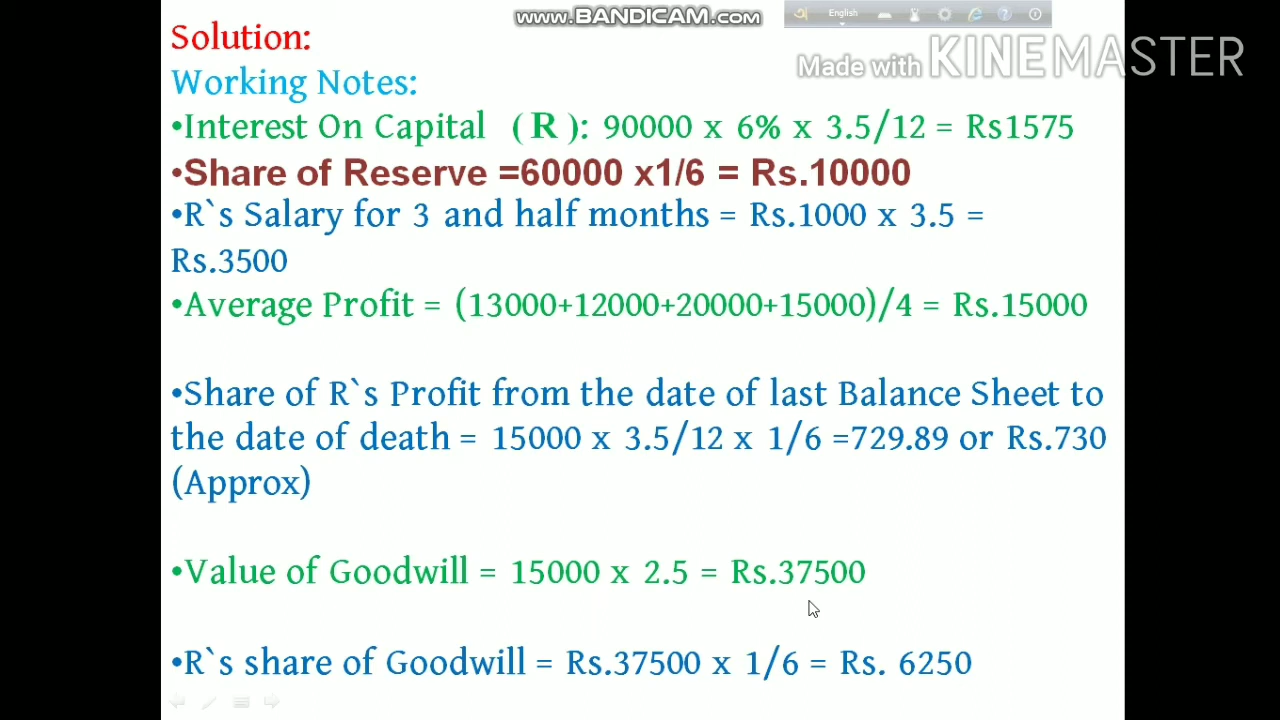 www.BANDICAM.com
English
Made with KINEMASTER
Solution:
Working Notes:
•Interest On Capital ( R ): 90000 x 6% x 3.5/12 = Rs1575
•Share of Reserve =60000 x1/6 = Rs.10000
•R`s Salary for 3 and half months = Rs.1000 x 3.5 =
Rs.3500
•Average Profit = (13000+12000+20000+15000)/4 = Rs.15000
•Share of R`s Profit from the date of last Balance Sheet to
the date of death = 15000 x 3.5/12 x 1/6 =729.89 or Rs.730
(Approx)
•Value of Goodwill = 15000 x 2.5 = Rs.37500
•R`s share of Goodwill = Rs.37500 x 1/6 = Rs. 6250